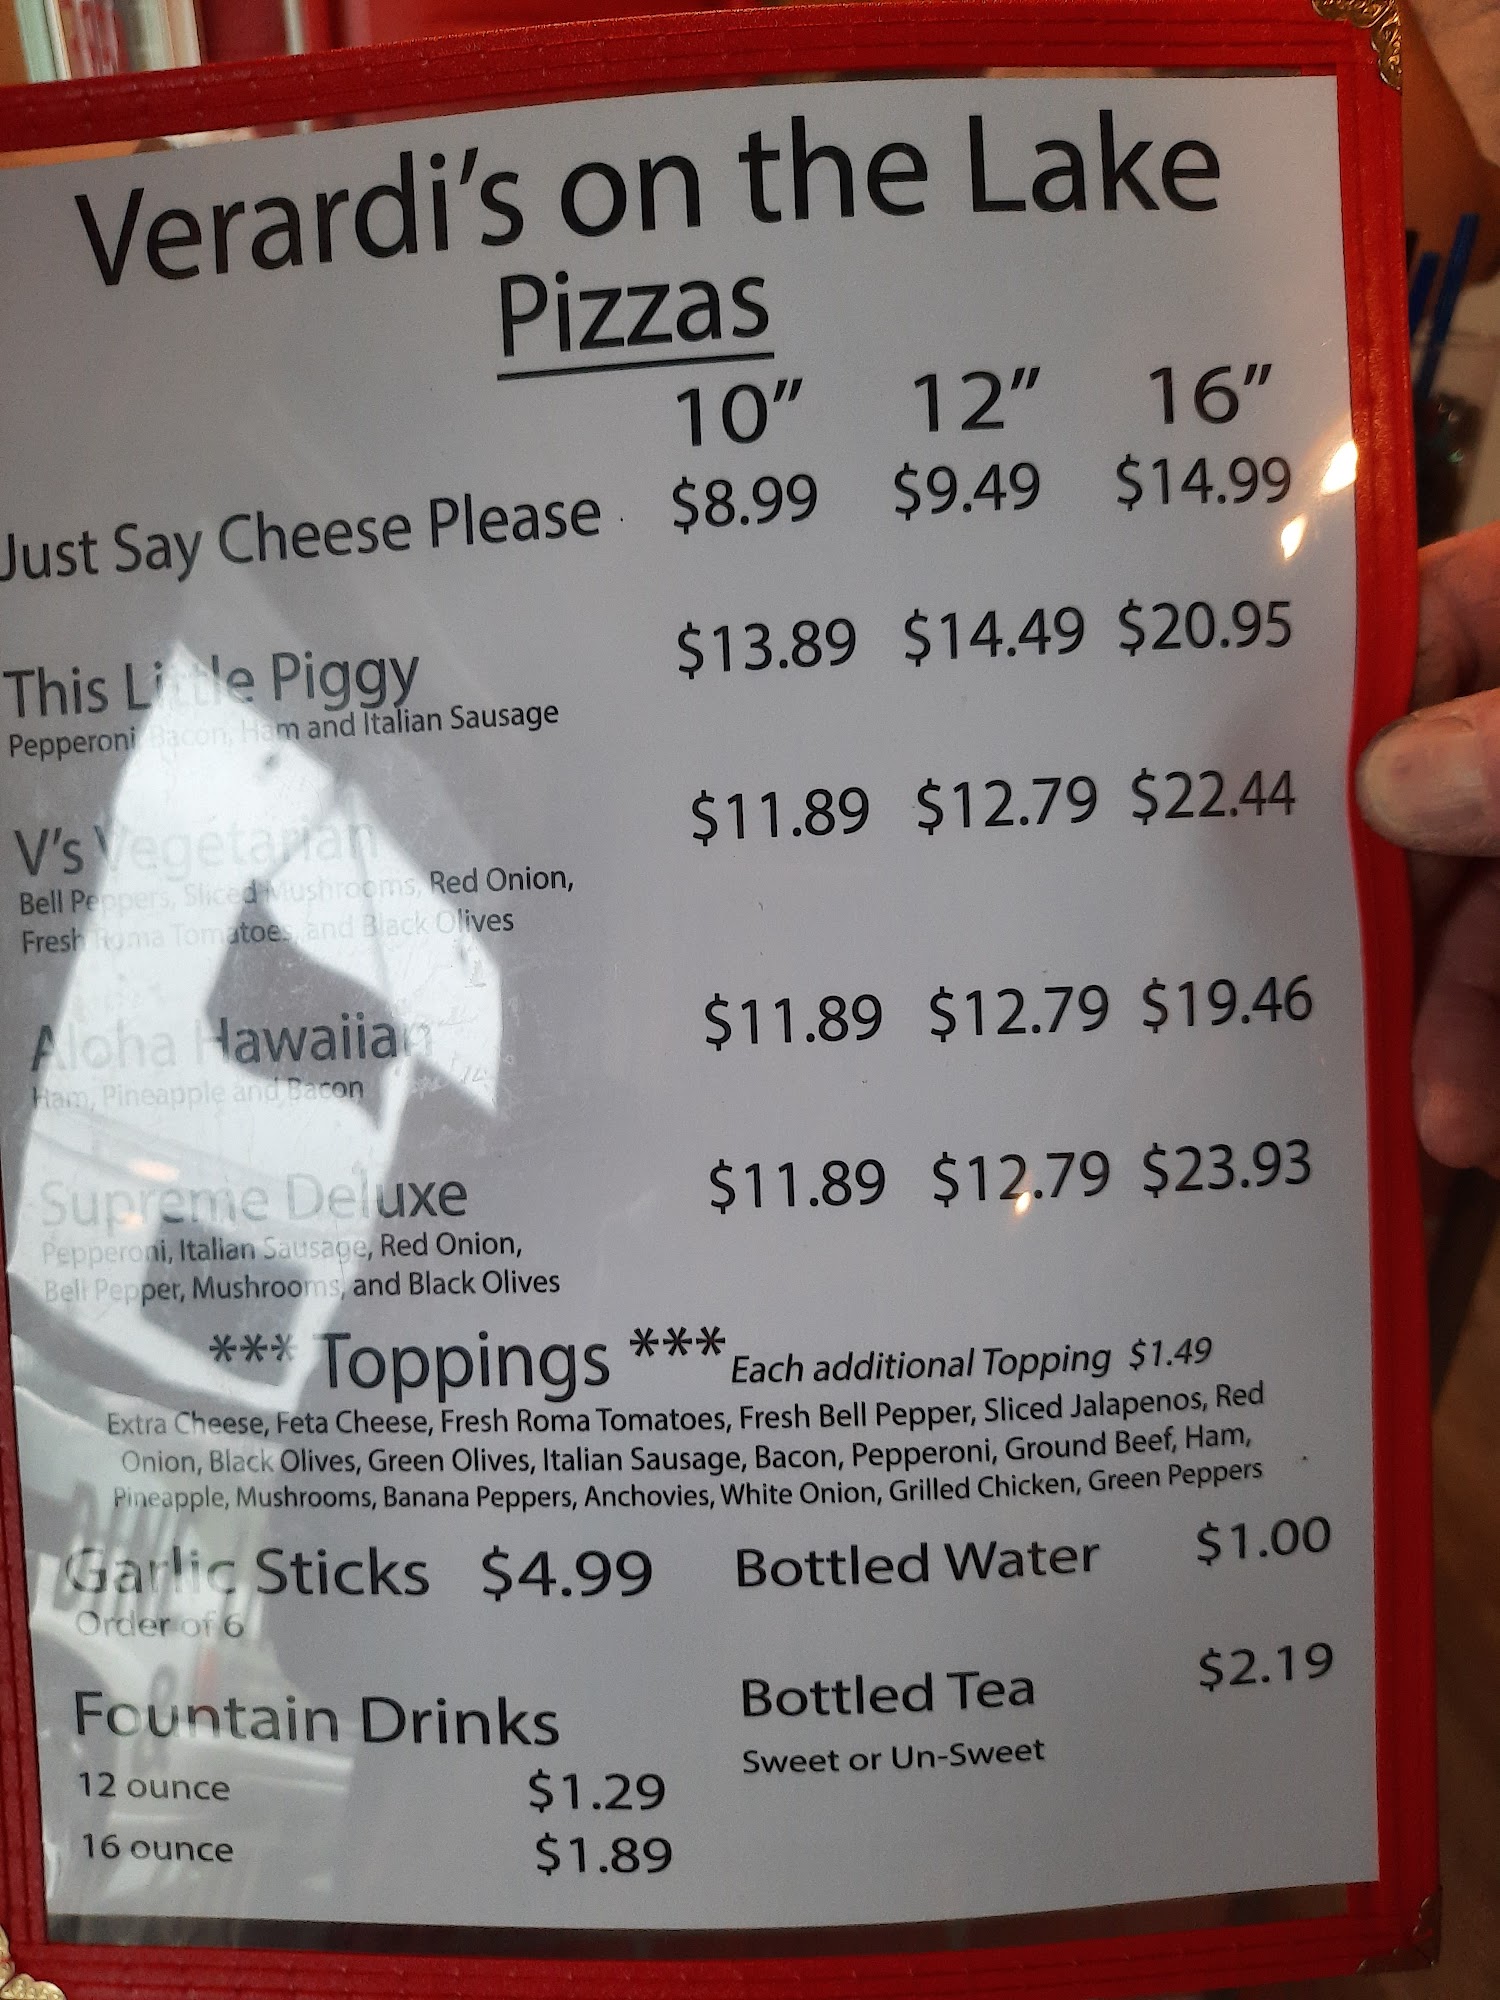 Verardi's on the Lake
Pizzas
10" 12" 16"
Just Say Cheese Please $8.99 $9.49 $14.99
This Little Piggy $13.89 $14.49 $20.95
Pepperoni, Bacon, Ham and Italian Sausage
V's Vegetarian $11.89 $12.79 $22.44
Bell Peppers, Sliced Mushrooms, Red Onion,
Fresh Roma Tomatoes, and Black Olives
Aloha Hawaiian $11.89 $12.79 $19.46
Ham, Pineapple and Bacon
Supreme Deluxe $11.89 $12.79 $23.93
Pepperoni, Italian Sausage, Red Onion,
Bell Pepper, Mushrooms, and Black Olives
*** Toppings *** Each additional Topping $1.49
Extra Cheese, Feta Cheese, Fresh Roma Tomatoes, Fresh Bell Pepper, Sliced Jalapenos, Red
Onion, Black Olives, Green Olives, Italian Sausage, Bacon, Pepperoni, Ground Beef, Ham,
Pineapple, Mushrooms, Banana Peppers, Anchovies, White Onion, Grilled Chicken, Green Peppers
Garlic Sticks $4.99 Bottled Water $1.00
Order of 6
Fountain Drinks Bottled Tea $2.19
12 ounce $1.29 Sweet or Un-Sweet
16 ounce $1.89